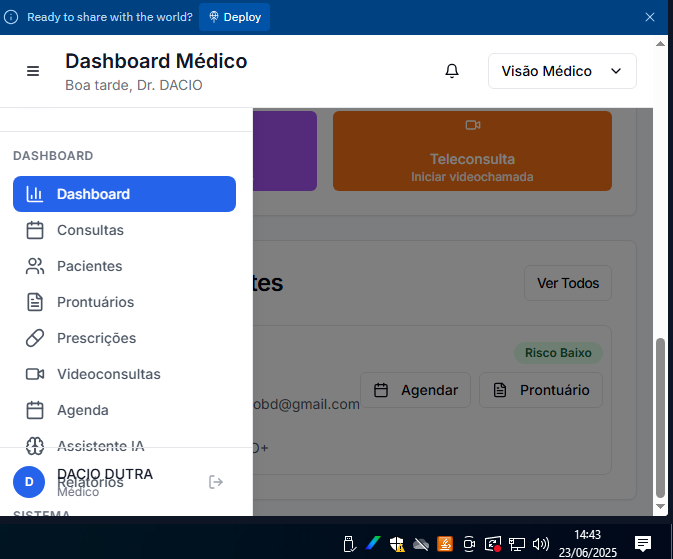 Ready to share with the world?
Deploy
Dashboard Médico
Boa tarde, Dr. DACIO
Visão Médico
DASHBOARD
Dashboard
Consultas
Pacientes
Prontuários
Prescrições
Videoconsultas
Agenda
Assistente IA
Relatórios
D
DACIO DUTRA
Médico
SISTEMA
Teleconsulta
Iniciar videochamada
tes
Ver Todos
Risco Baixo
obd@gmail.com
Agendar
Prontuário
O+
14:43
23/06/2025